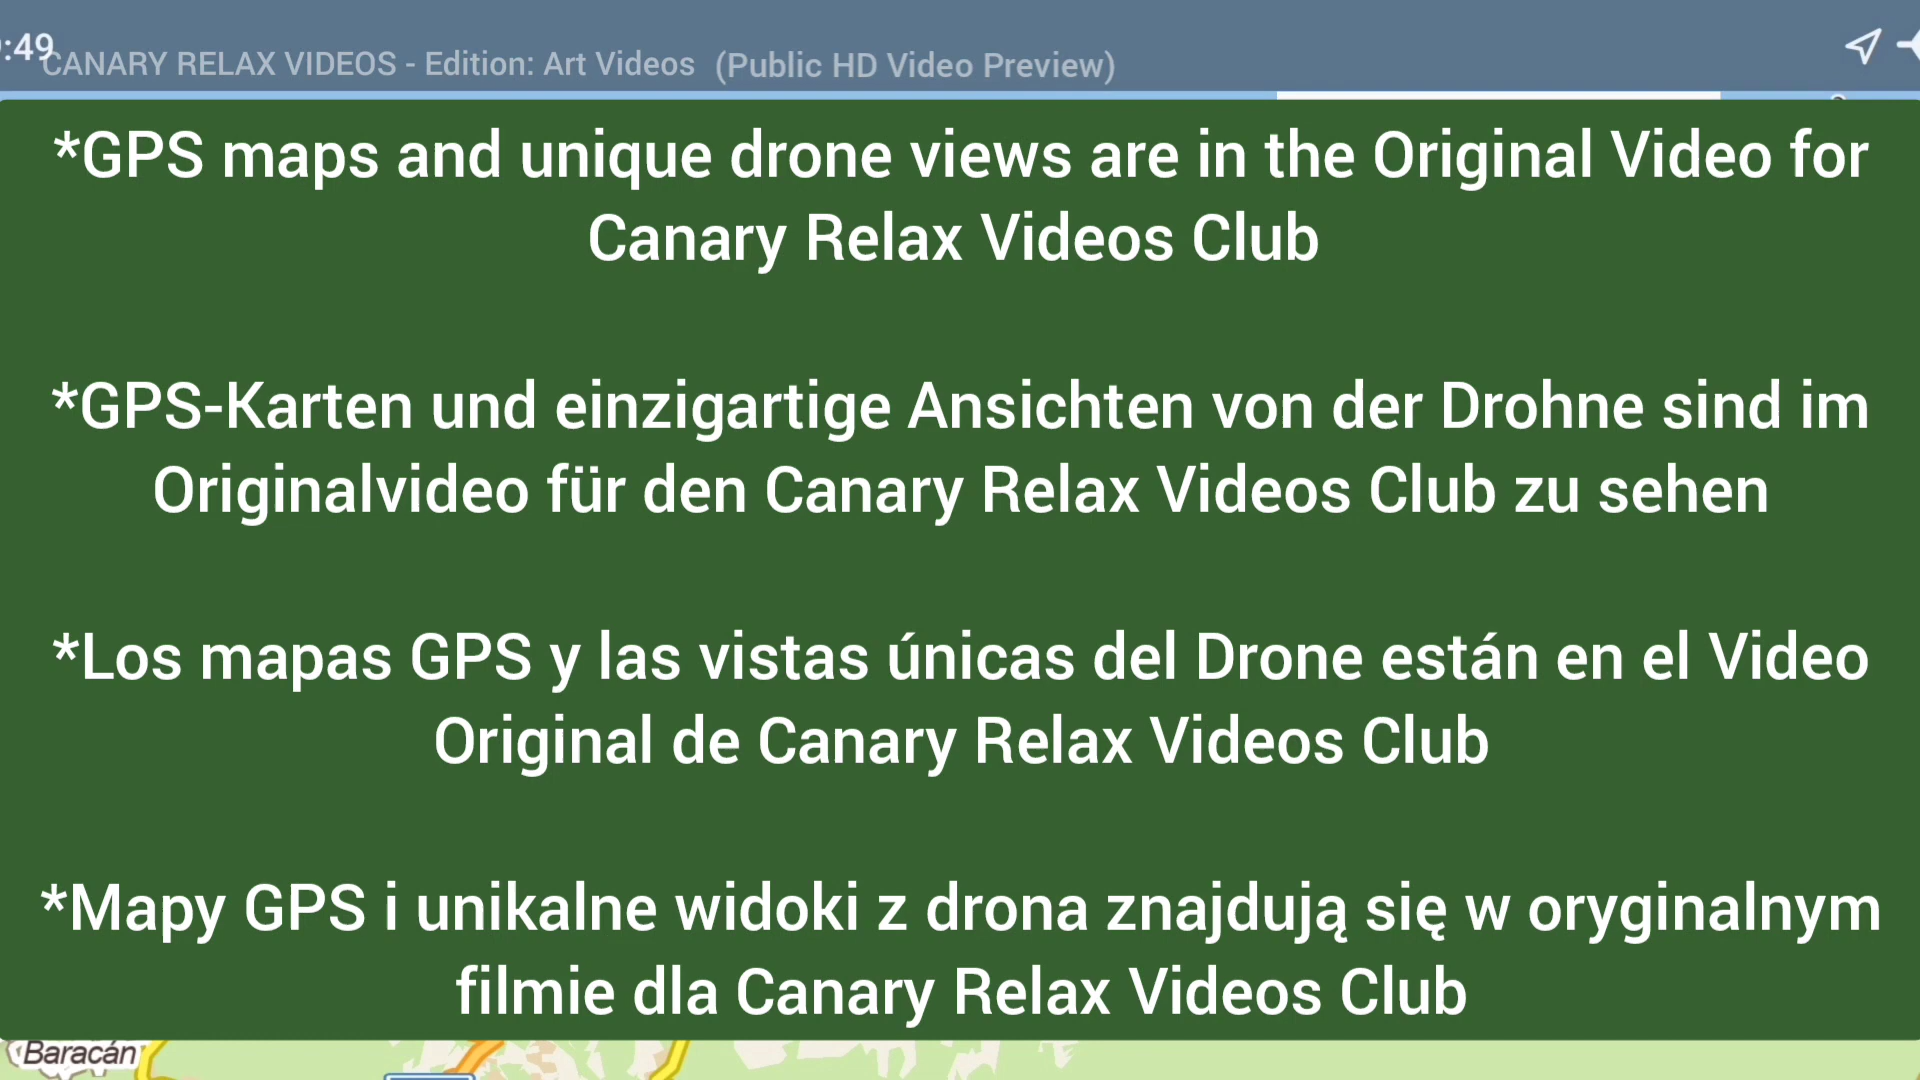 :49
CANARY RELAX VIDEOS - Edition: Art Videos (Public HD Video Preview)
*GPS maps and unique drone views are in the Original Video for
Canary Relax Videos Club
*GPS-Karten und einzigartige Ansichten von der Drohne sind im
Originalvideo für den Canary Relax Videos Club zu sehen
*Los mapas GPS y las vistas únicas del Drone están en el Video
Original de Canary Relax Videos Club
*Mapy GPS i unikalne widoki z drona znajdują się w oryginalnym
filmie dla Canary Relax Videos Club
Baracán